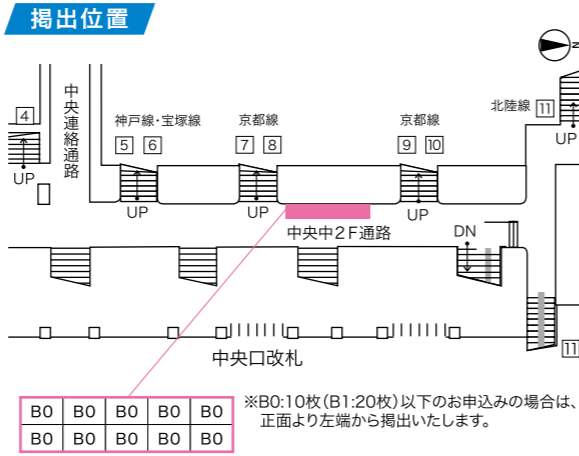 掲出位置
N
4
中央連絡通路
神戸線・宝塚線
京都線
京都線
北陸線 11
5 6
7 8
9 10
UP
UP
UP
UP
UP
中央中2F通路
DN
中央口改札
11
B0 B0 B0 B0 B0
B0 B0 B0 B0 B0
※B0:10枚(B1:20枚)以下のお申込みの場合は、
正面より左端から掲出いたします。